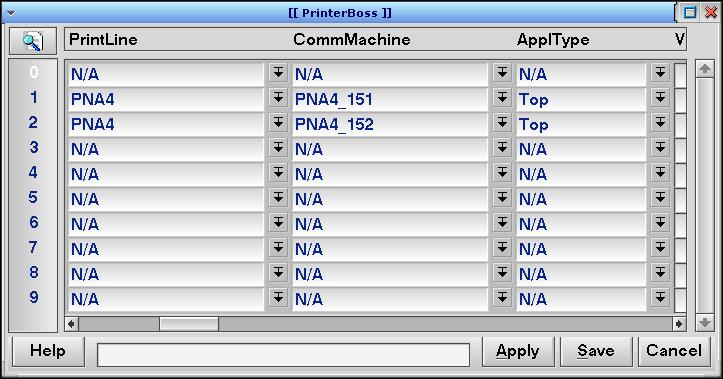 [[ PrinterBoss ]]
PrintLine CommMachine ApplType V
0 N/A N/A N/A
1 PNA4 PNA4_151 Top
2 PNA4 PNA4_152 Top
3 N/A N/A N/A
4 N/A N/A N/A
5 N/A N/A N/A
6 N/A N/A N/A
7 N/A N/A N/A
8 N/A N/A N/A
9 N/A N/A N/A
Help Apply Save Cancel